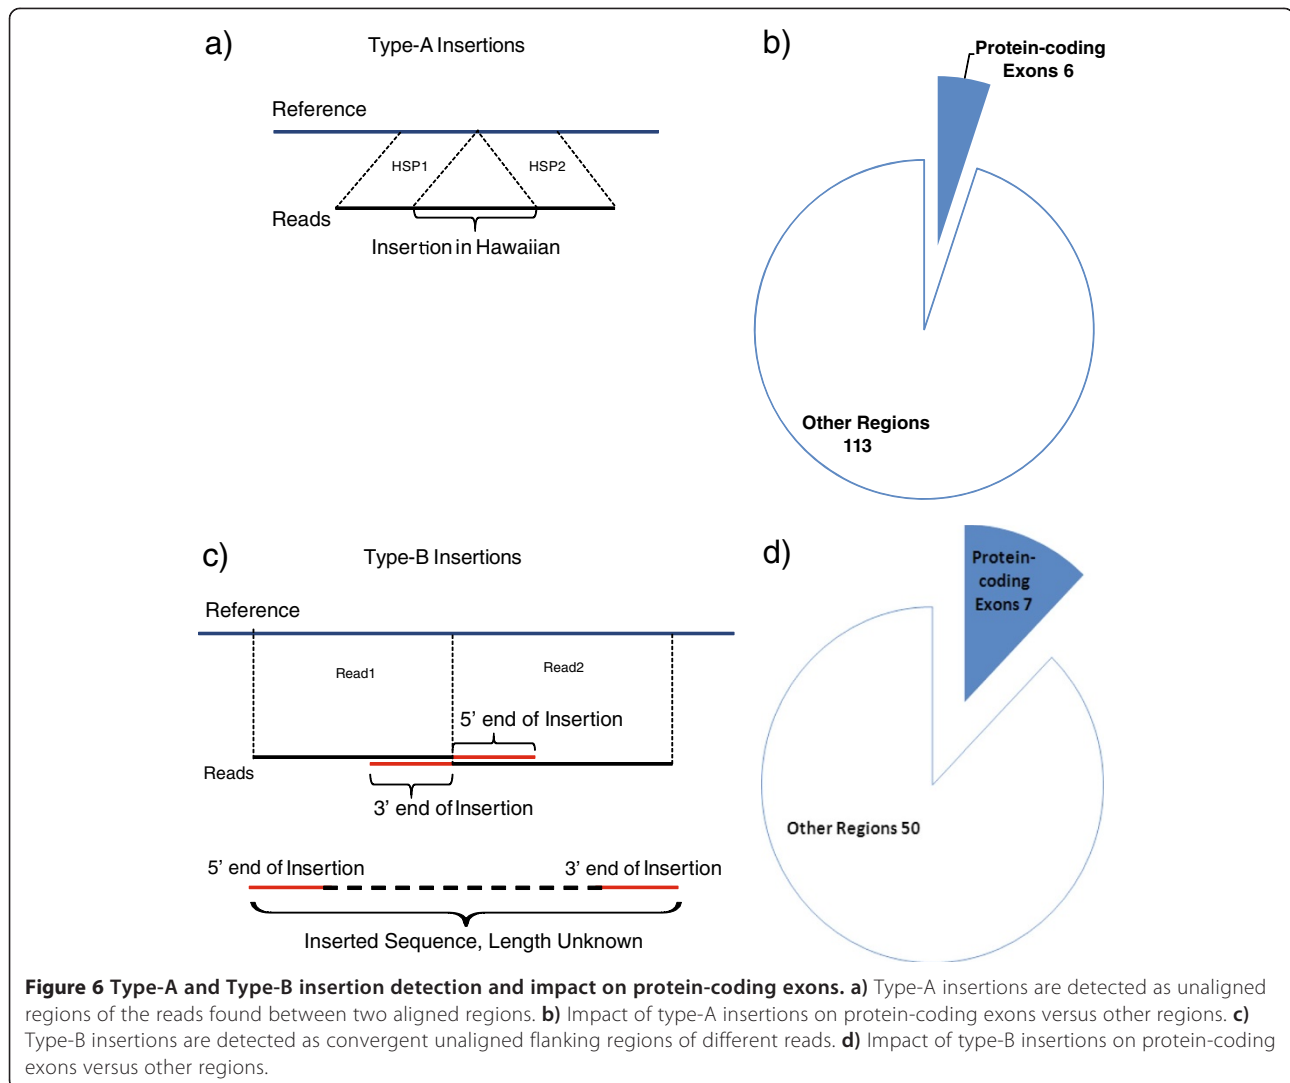 a)
Type-A Insertions
Reference
HSP1
HSP2
Reads
Insertion in Hawaiian
b)
Protein-coding
Exons 6
Other Regions
113
c)
Type-B Insertions
Reference
Read1
Read2
5’ end of Insertion
Reads
3’ end of Insertion
5’ end of Insertion
3’ end of Insertion
Inserted Sequence, Length Unknown
d)
Protein-
coding
Exons 7
Other Regions 50
Figure 6 Type-A and Type-B insertion detection and impact on protein-coding exons. a) Type-A insertions are detected as unaligned
regions of the reads found between two aligned regions. b) Impact of type-A insertions on protein-coding exons versus other regions. c)
Type-B insertions are detected as convergent unaligned flanking regions of different reads. d) Impact of type-B insertions on protein-coding
exons versus other regions.